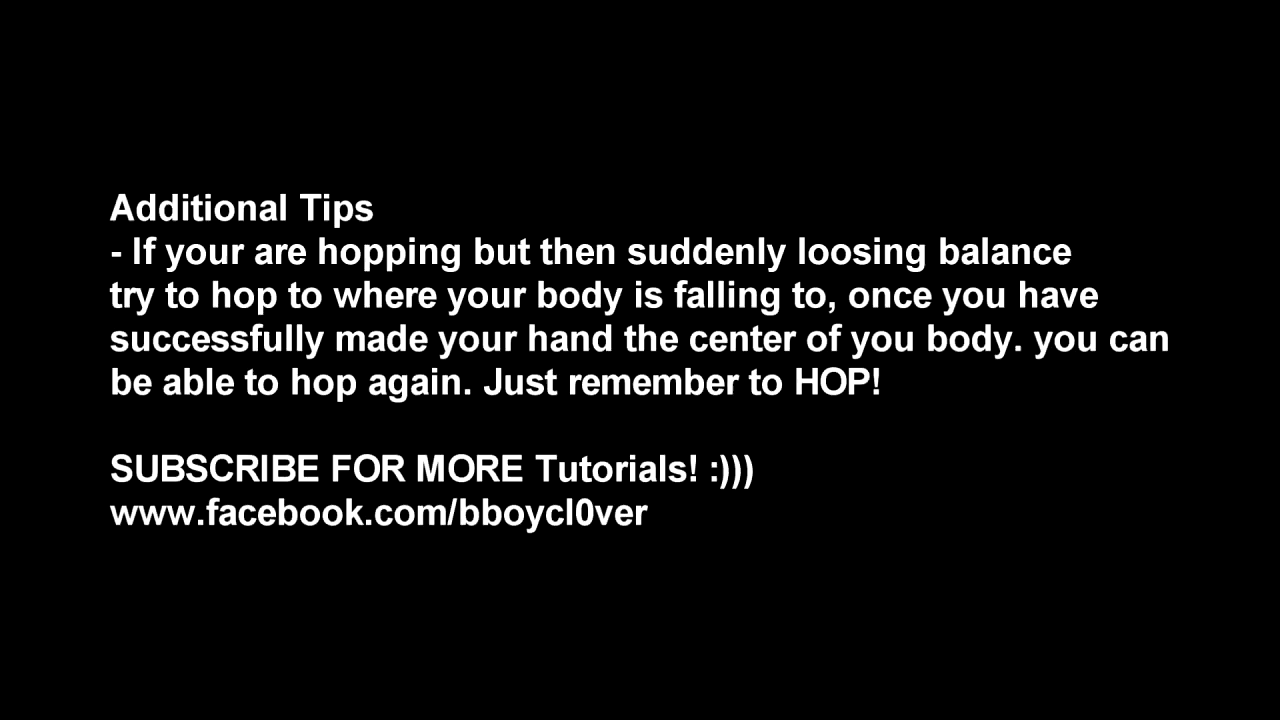 Additional Tips
- If your are hopping but then suddenly loosing balance
try to hop to where your body is falling to, once you have
successfully made your hand the center of you body. you can
be able to hop again. Just remember to HOP!
SUBSCRIBE FOR MORE Tutorials! :)))
www.facebook.com/bboycl0ver